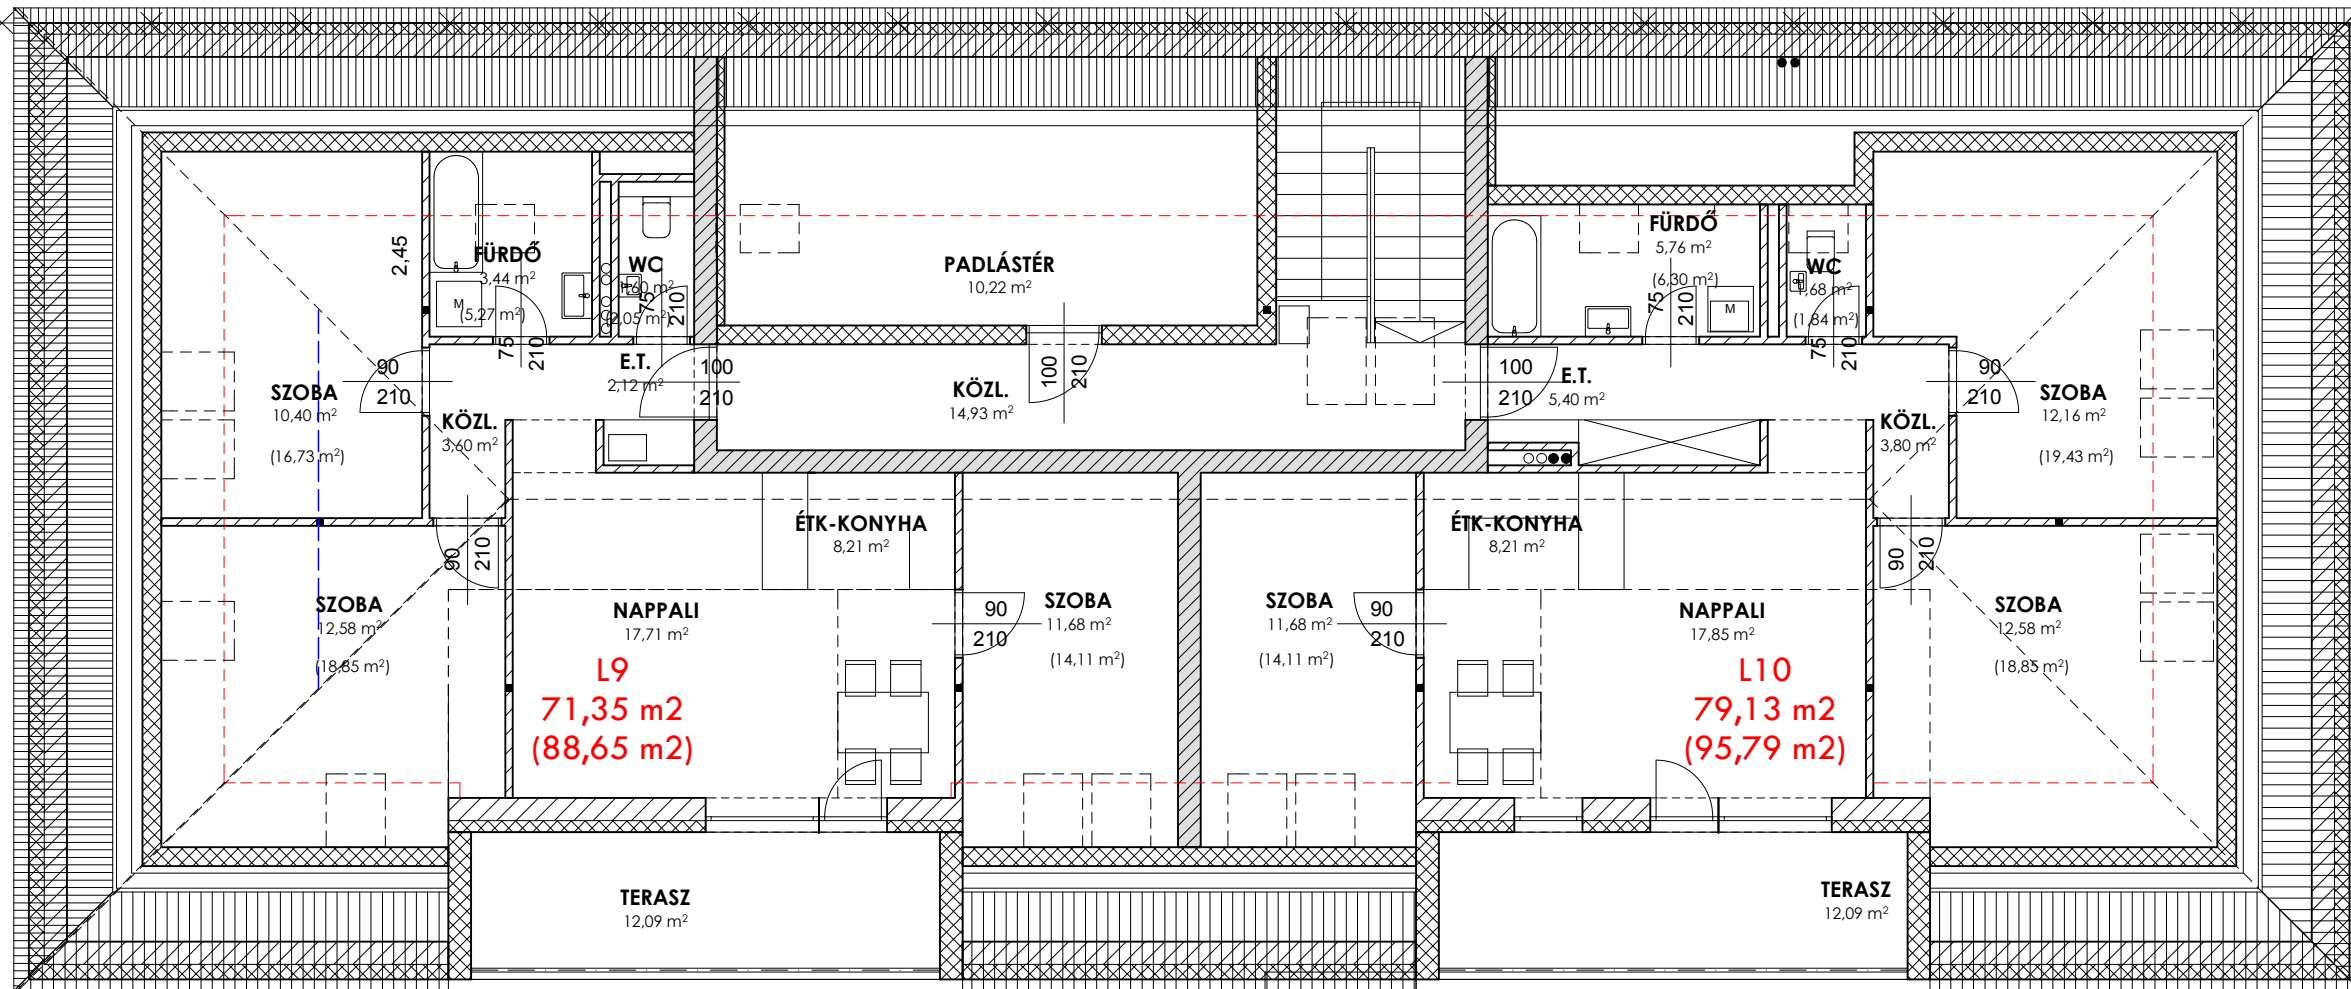 FÜRDŐ
3,44 m²
(5,27 m²)
M
75
210
2,45
WC
1,60 m²
(2,05 m²)
75
210
PADLÁSTÉR
10,22 m²
FÜRDŐ
5,76 m²
(6,30 m²)
M
75
210
WC
1,68 m²
(1,84 m²)
75
210
90
210
SZOBA
10,40 m²
(16,73 m²)
KÖZL.
3,60 m²
E.T.
2,12 m²
100
210
KÖZL.
14,93 m²
100
210
100
210
E.T.
5,40 m²
KÖZL.
3,80 m²
90
210
SZOBA
12,16 m²
(19,43 m²)
90
210
SZOBA
12,58 m²
(18,85 m²)
NAPPALI
17,71 m²
ÉTK-KONYHA
8,21 m²
90
210
SZOBA
11,68 m²
(14,11 m²)
SZOBA
11,68 m²
(14,11 m²)
90
210
ÉTK-KONYHA
8,21 m²
NAPPALI
17,85 m²
90
210
SZOBA
12,58 m²
(18,85 m²)
L9
71,35 m2
(88,65 m2)
L10
79,13 m2
(95,79 m2)
TERASZ
12,09 m²
TERASZ
12,09 m²